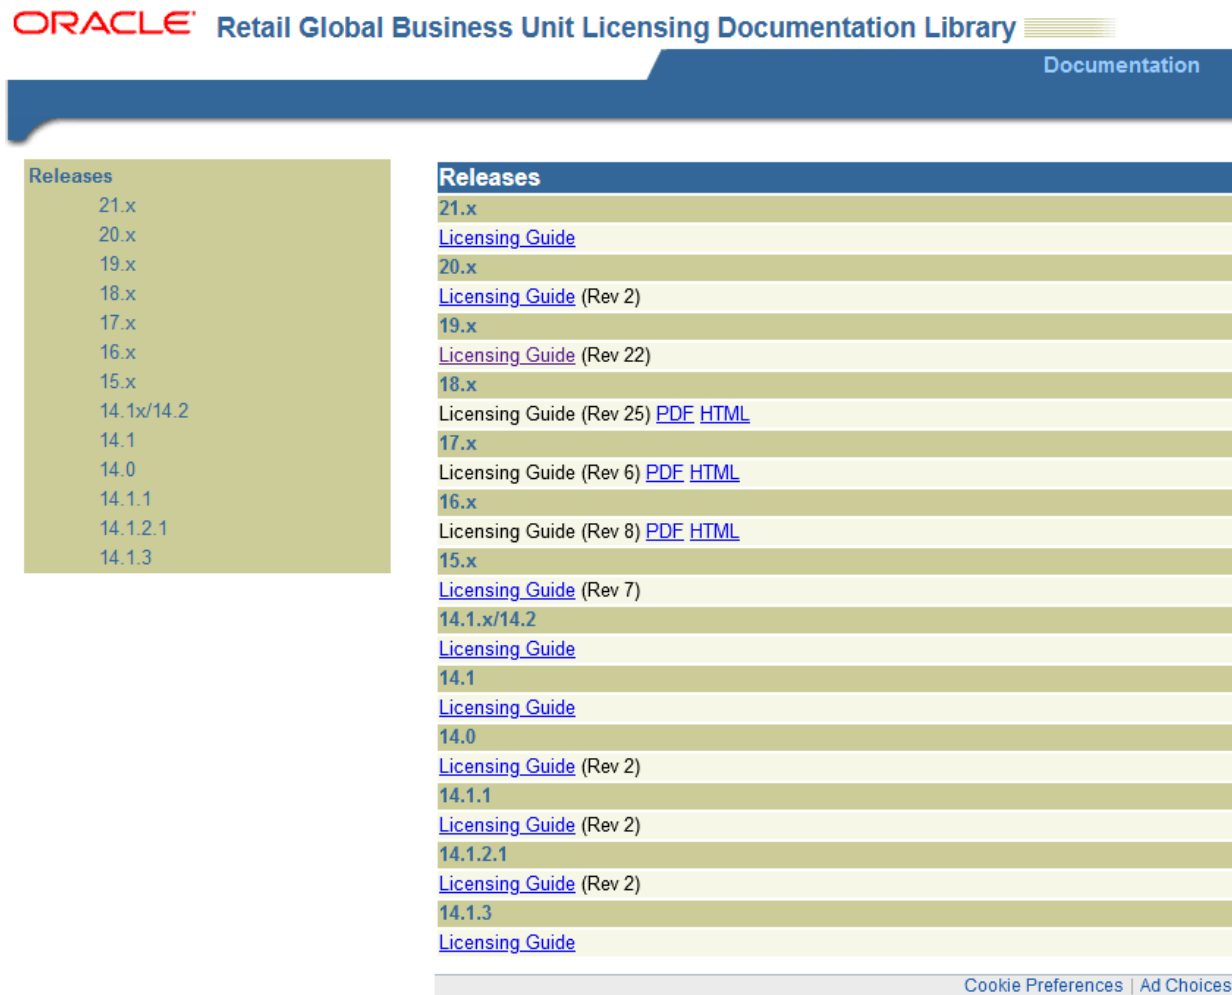 ORACLE Retail Global Business Unit Licensing Documentation Library
Documentation
Releases
21.x
20.x
19.x
18.x
17.x
16.x
15.x
14.1x/14.2
14.1
14.0
14.1.1
14.1.2.1
14.1.3
Releases
21.x
Licensing Guide
20.x
Licensing Guide (Rev 2)
19.x
Licensing Guide (Rev 22)
18.x
Licensing Guide (Rev 25) PDF HTML
17.x
Licensing Guide (Rev 6) PDF HTML
16.x
Licensing Guide (Rev 8) PDF HTML
15.x
Licensing Guide (Rev 7)
14.1.x/14.2
Licensing Guide
14.1
Licensing Guide
14.0
Licensing Guide (Rev 2)
14.1.1
Licensing Guide (Rev 2)
14.1.2.1
Licensing Guide (Rev 2)
14.1.3
Licensing Guide
Cookie Preferences | Ad Choices